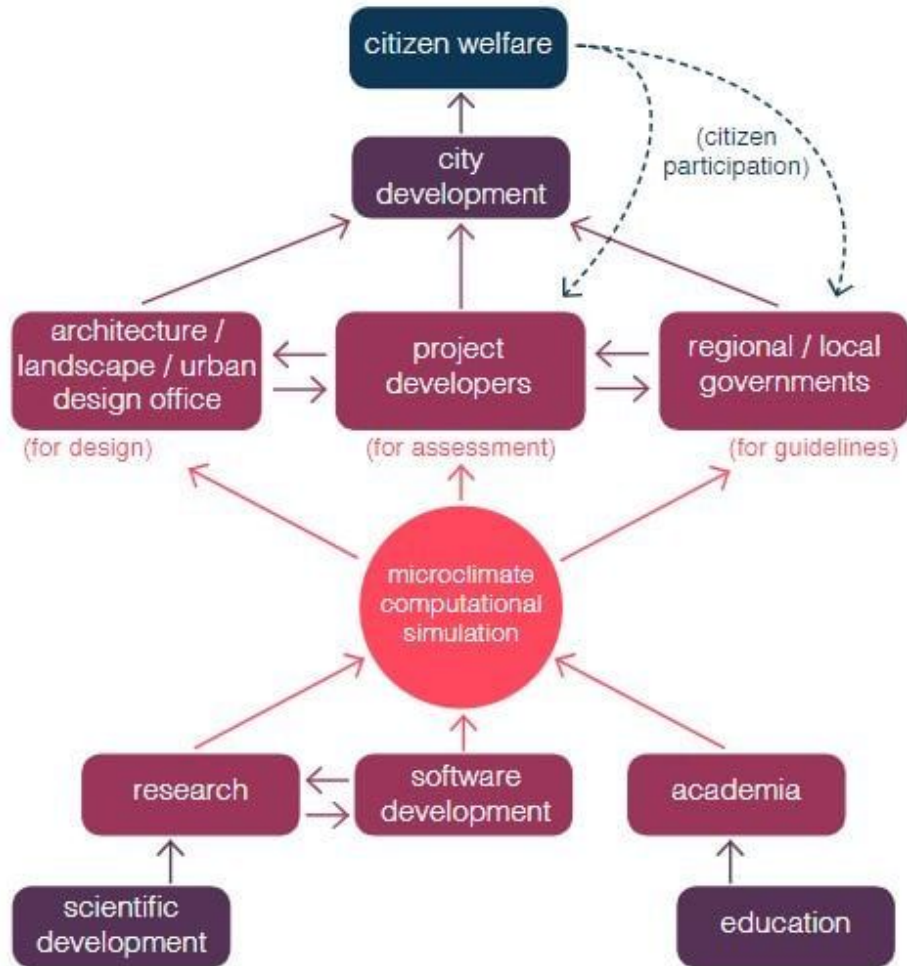 citizen welfare
(citizen
participation)
city
development
architecture /
landscape / urban
design office
project
developers
regional / local
governments
(for design)
(for assessment)
(for guidelines)
microclimate
computational
simulation
research
software
development
academia
scientific
development
education